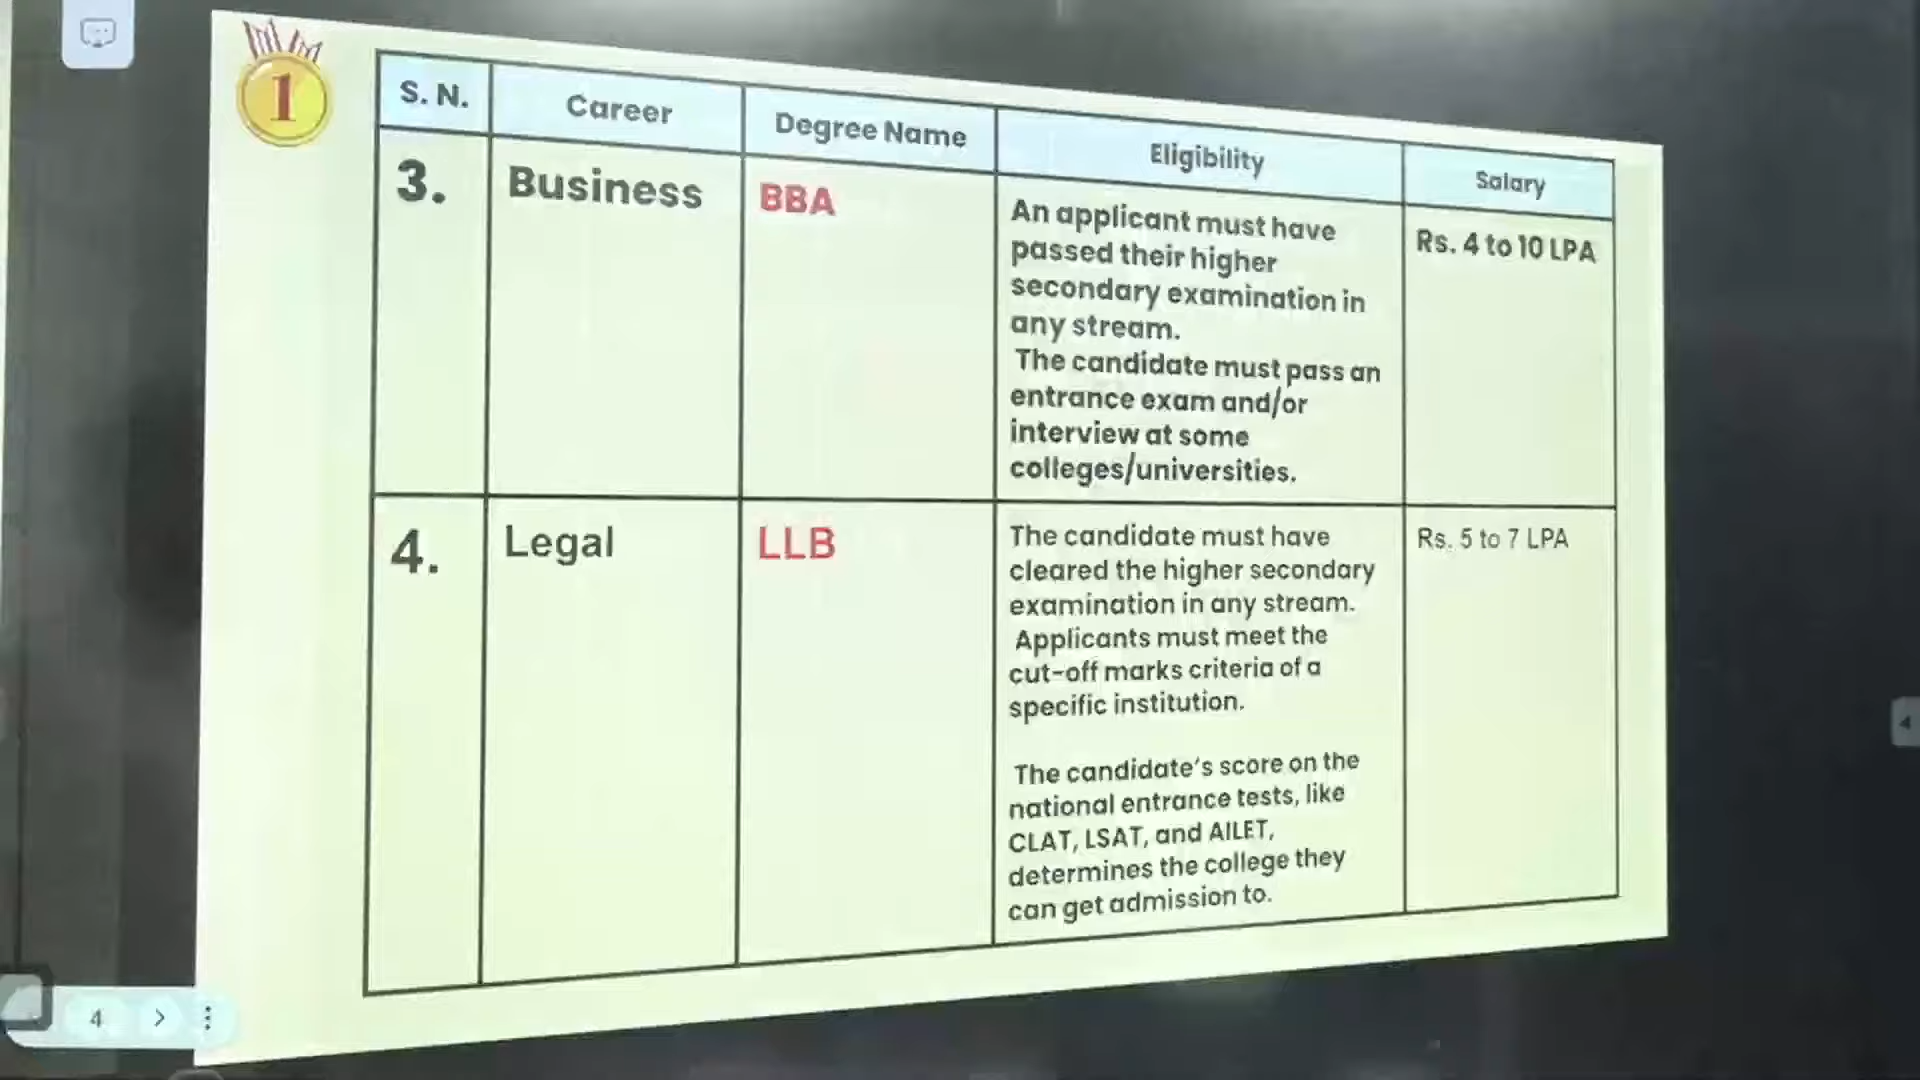 1
S. N.
Career
Degree Name
Eligibility
Salary
3.
Business
BBA
An applicant must have
passed their higher
secondary examination in
any stream.
The candidate must pass an
entrance exam and/or
interview at some
colleges/universities.
Rs. 4 to 10 LPA
4.
Legal
LLB
The candidate must have
cleared the higher secondary
examination in any stream.
Applicants must meet the
cut-off marks criteria of a
specific institution.
The candidate's score on the
national entrance tests, like
CLAT, LSAT, and AILET,
determines the college they
can get admission to.
Rs. 5 to 7 LPA
4